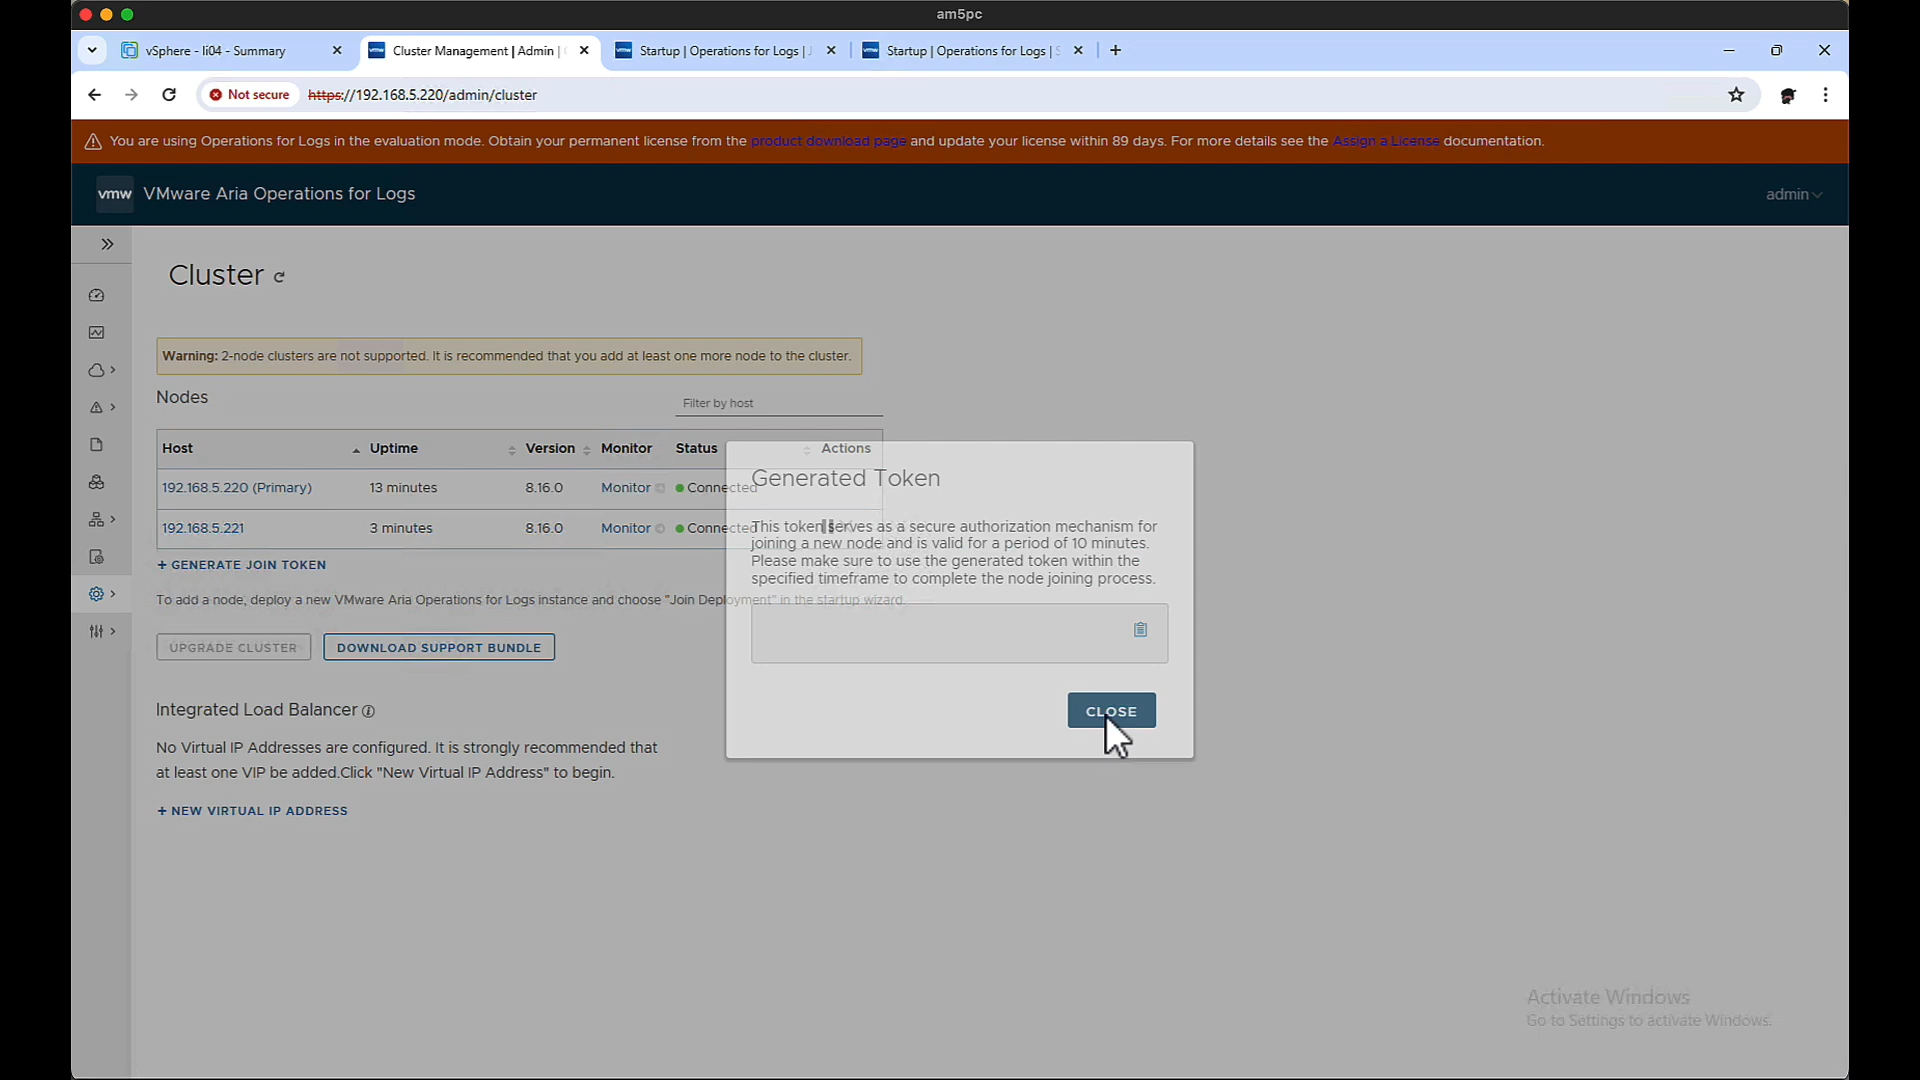 am5pc
vSphere - li04 - Summary
Cluster Management | Admin |
Startup | Operations for Logs |
Startup | Operations for Logs |
Not secure https://192.168.5.220/admin/cluster
You are using Operations for Logs in the evaluation mode. Obtain your permanent license from the product download page and update your license within 89 days. For more details see the Assign a License documentation.
vmw VMware Aria Operations for Logs
admin
Cluster
Warning: 2-node clusters are not supported. It is recommended that you add at least one more node to the cluster.
Nodes
Filter by host
Host Uptime Version Monitor Status Actions
192.168.5.220 (Primary) 13 minutes 8.16.0 Monitor Connected
192.168.5.221 3 minutes 8.16.0 Monitor Connected
+ GENERATE JOIN TOKEN
To add a node, deploy a new VMware Aria Operations for Logs instance and choose "Join Deployment" in the startup wizard.
UPGRADE CLUSTER DOWNLOAD SUPPORT BUNDLE
Integrated Load Balancer
No Virtual IP Addresses are configured. It is strongly recommended that
at least one VIP be added.Click "New Virtual IP Address" to begin.
+ NEW VIRTUAL IP ADDRESS
Generated Token
This token serves as a secure authorization mechanism for
joining a new node and is valid for a period of 10 minutes.
Please make sure to use the generated token within the
specified timeframe to complete the node joining process.
CLOSE
Activate Windows
Go to Settings to activate Windows.